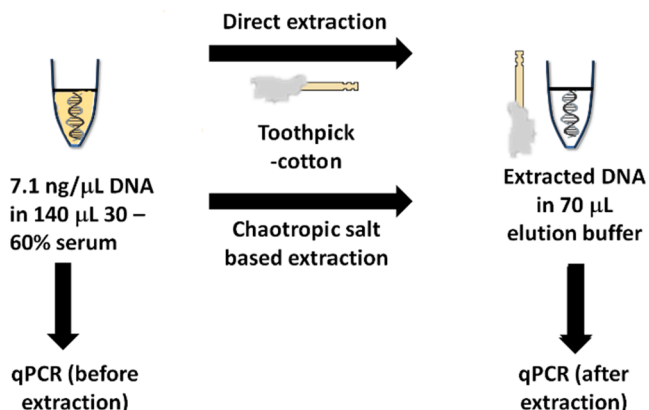 Direct extraction
Toothpick
-cotton
7.1 ng/μL DNA
in 140 μL 30 –
60% serum
Chaotropic salt
based extraction
Extracted DNA
in 70 μL
elution buffer
qPCR (before
extraction)
qPCR (after
extraction)